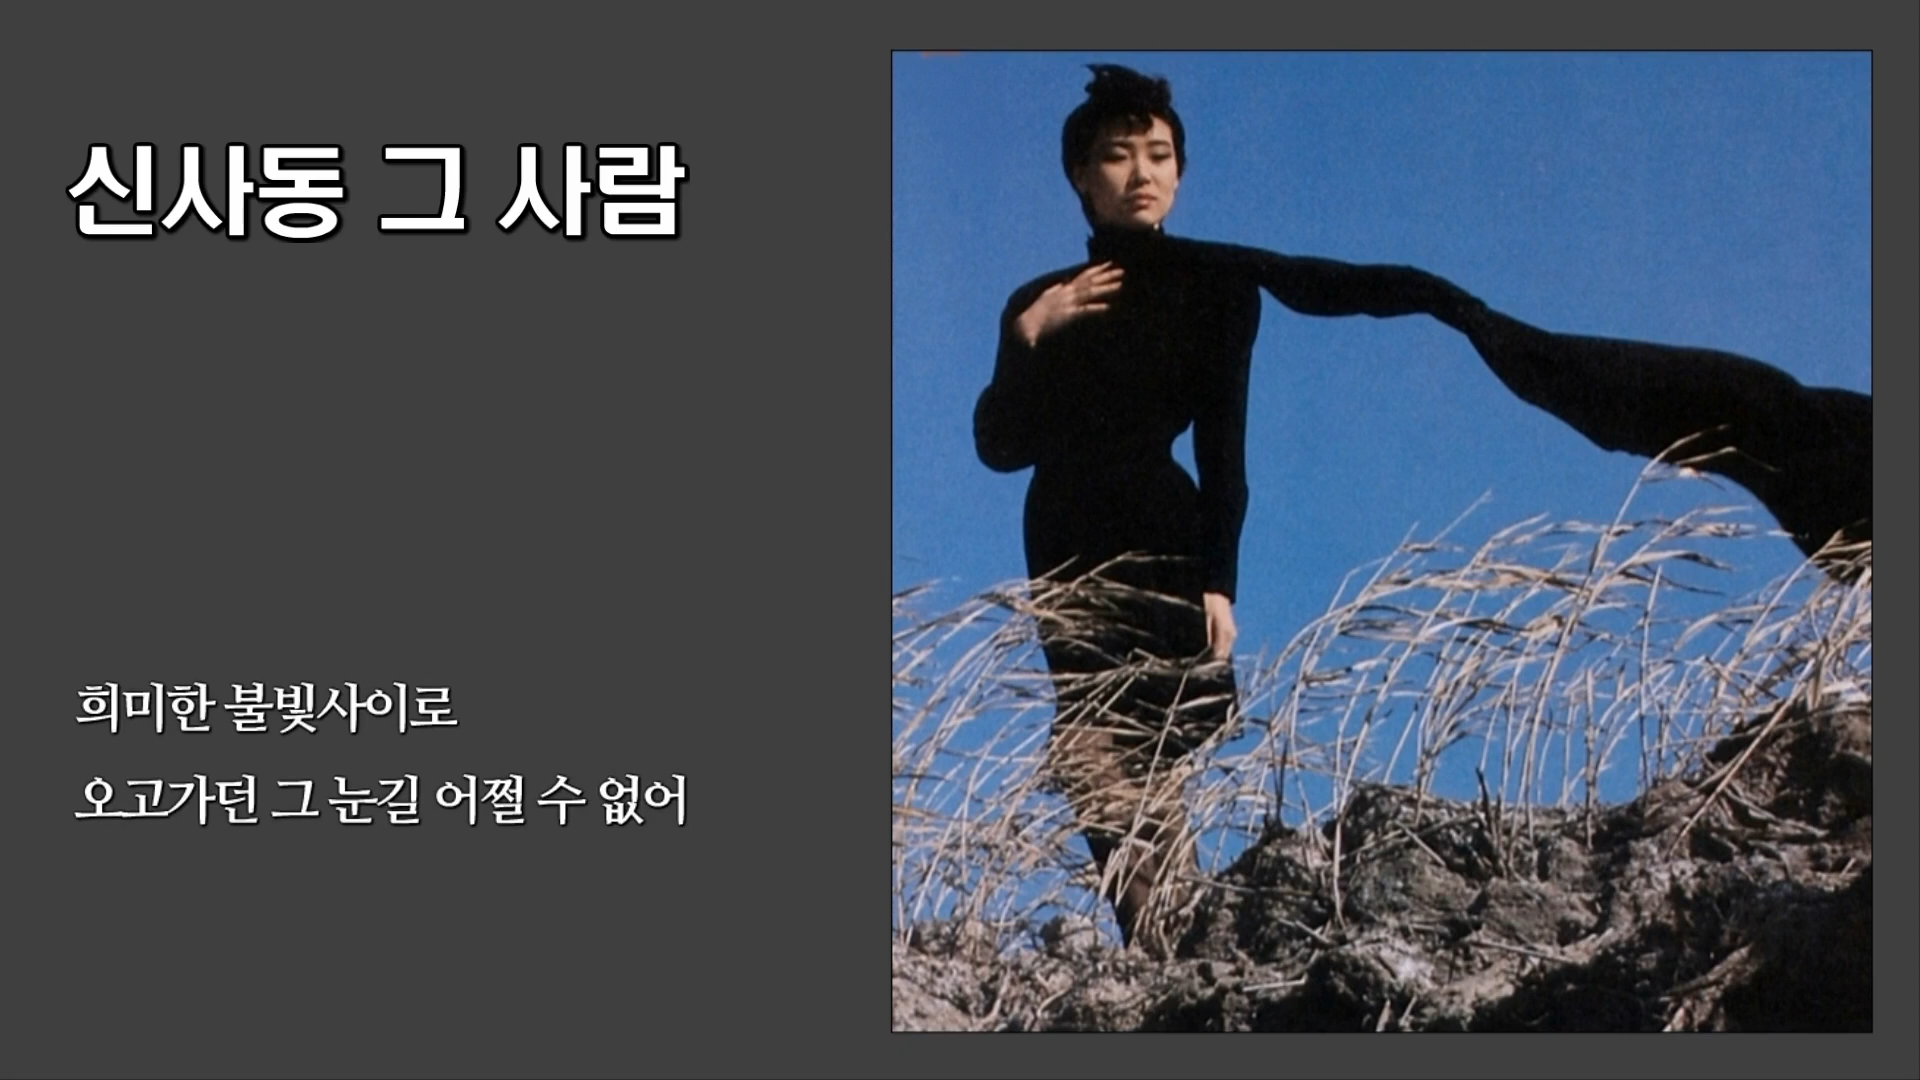 신사동 그 사람
희미한 불빛사이로
오고가던 그 눈길 어쩔 수 없어